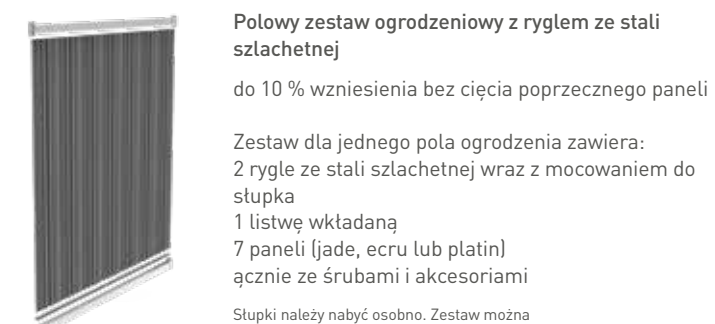 Polowy zestaw ogrodzeniowy z ryglem ze stali
szlachetnej
do 10 % wzniesienia bez cięcia poprzecznego paneli
Zestaw dla jednego pola ogrodzenia zawiera:
2 rygle ze stali szlachetnej wraz z mocowaniem do
słupka
1 listwę wkładaną
7 paneli (jade, ecru lub platin)
ącznie ze śrubami i akcesoriami
Słupki należy nabyć osobno. Zestaw można